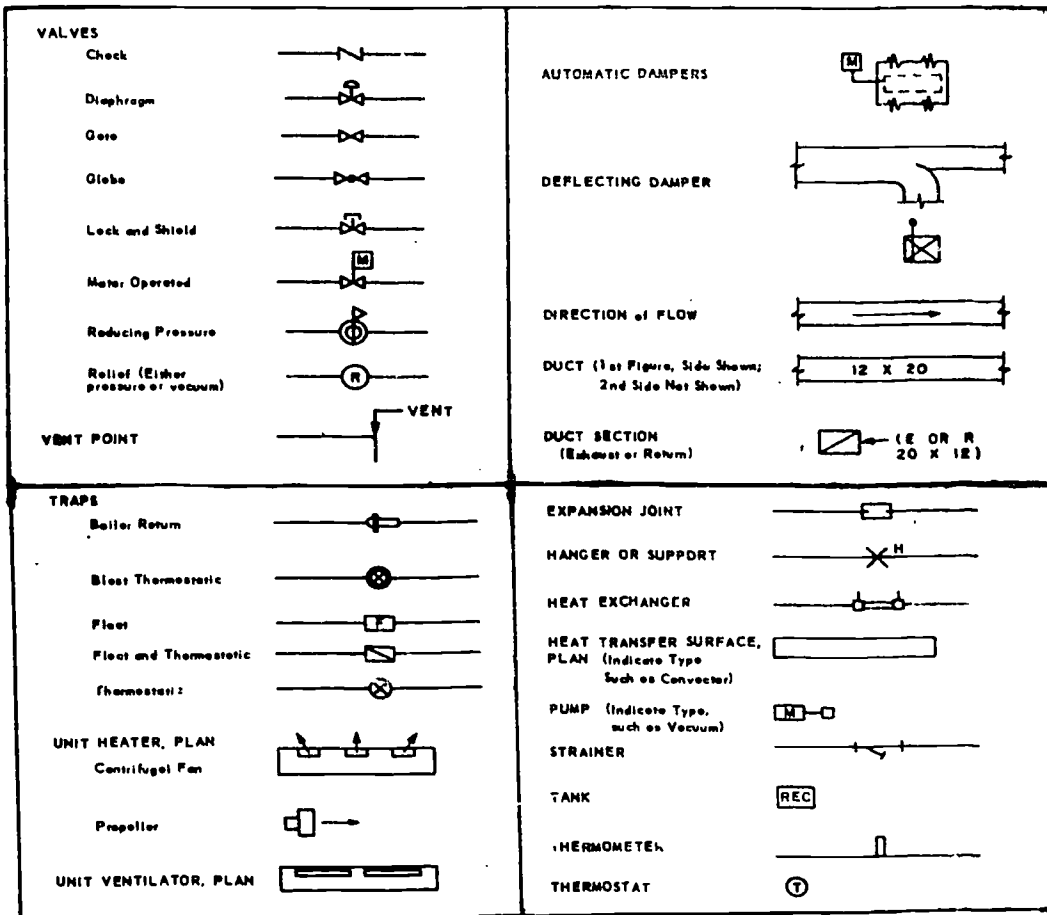 VALVES
Check
Diaphragm
Gate
Globe
Lock and Shield
M
Motor Operated
Reducing Pressure
Relief (Either
pressure or vacuum)
R
VENT
VENT POINT
AUTOMATIC DAMPERS
M
DEFLECTING DAMPER
DIRECTION of FLOW
DUCT (1st Figure, Side Shown;
2nd Side Not Shown)
12 X 20
DUCT SECTION
(Exhaust or Return)
(E OR R
20 X 12)
TRAPS
Boiler Return
Blast Thermostatic
Float
F
Float and Thermostatic
Thermostatic
UNIT HEATER, PLAN
Centrifugal Fan
Propeller
UNIT VENTILATOR, PLAN
EXPANSION JOINT
HANGER OR SUPPORT
H
HEAT EXCHANGER
HEAT TRANSFER SURFACE,
PLAN (Indicate Type
Such as Convector)
PUMP (Indicate Type,
such as Vacuum)
M
STRAINER
TANK
REC
THERMOMETER
THERMOSTAT
T